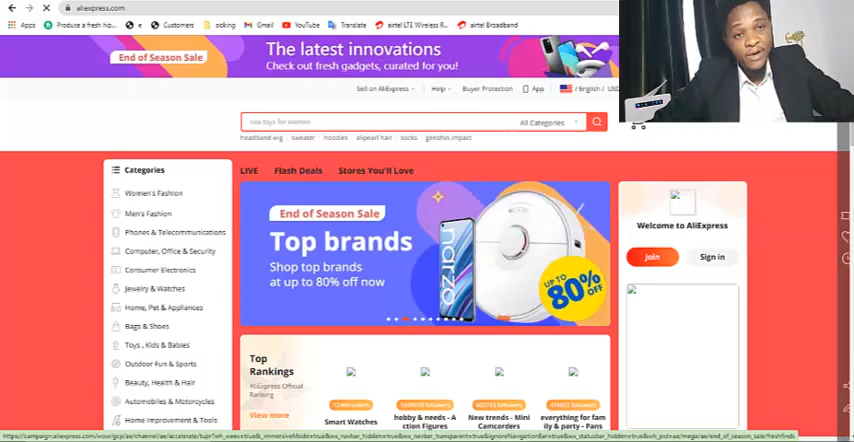 aliexpress.com
Apps
Produce a fresh hip...
e
Customers
ooking
Gmail
YouTube
Translate
airtel LTE Wireless R...
airtel Broadband
End of Season Sale
The latest innovations
Check out fresh gadgets, curated for you!
Sell on AliExpress
Help
Buyer Protection
App
/ English / USD
All Categories
headband wig
sweater
hoodies
alipearl hair
socks
genshin impact
Categories
LIVE
Flash Deals
Stores You'll Love
Women's Fashion
Men's Fashion
Phones & Telecommunications
Computer, Office & Security
Consumer Electronics
Jewelry & Watches
Home, Pet & Appliances
Bags & Shoes
Toys , Kids & Babies
Outdoor Fun & Sports
Beauty, Health & Hair
Automobiles & Motorcycles
Home Improvement & Tools
End of Season Sale
Top brands
Shop top brands
at up to 80% off now
narzo
UP TO
80% OFF
Welcome to AliExpress
Join
Sign in
Top
Rankings
AliExpress Official
Ranking
View more
Smart Watches
hobby & needs - A
ction Figures
New trends - Mini
Camcorders
everything for fam
ily & party - Pans